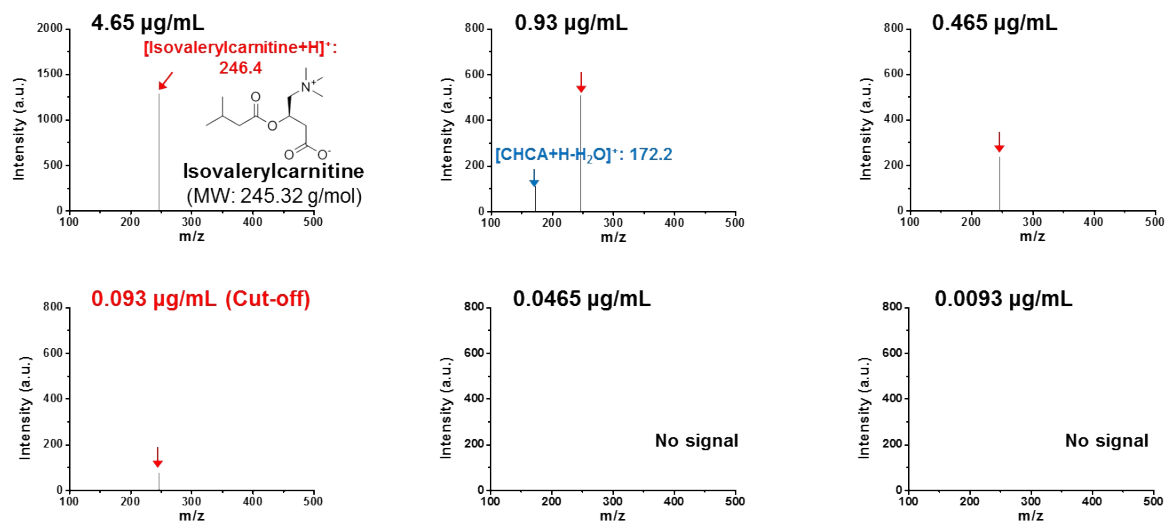 4.65 µg/mL
2000
1500
1000
500
0
Intensity (a.u.)
[Isovalerylcarnitine+H]⁺:
246.4
N⁺
O
O
O
O⁻
Isovalerylcarnitine
(MW: 245.32 g/mol)
100 200 300 400 500
m/z
0.93 µg/mL
800
600
400
200
0
Intensity (a.u.)
[CHCA+H-H₂O]⁺: 172.2
100 200 300 400 500
m/z
0.465 µg/mL
800
600
400
200
0
Intensity (a.u.)
100 200 300 400 500
m/z
0.093 µg/mL (Cut-off)
800
600
400
200
0
Intensity (a.u.)
100 200 300 400 500
m/z
0.0465 µg/mL
800
600
400
200
0
Intensity (a.u.)
No signal
100 200 300 400 500
m/z
0.0093 µg/mL
800
600
400
200
0
Intensity (a.u.)
No signal
100 200 300 400 500
m/z